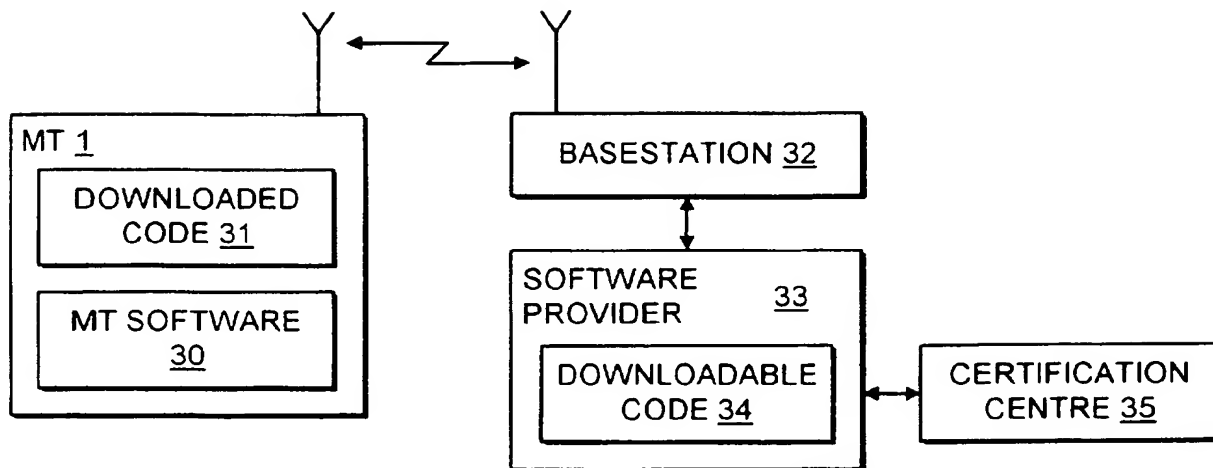 MT 1
DOWNLOADED
CODE 31
MT SOFTWARE
30
BASESTATION 32
SOFTWARE
PROVIDER
33
DOWNLOADABLE
CODE 34
CERTIFICATION
CENTRE 35